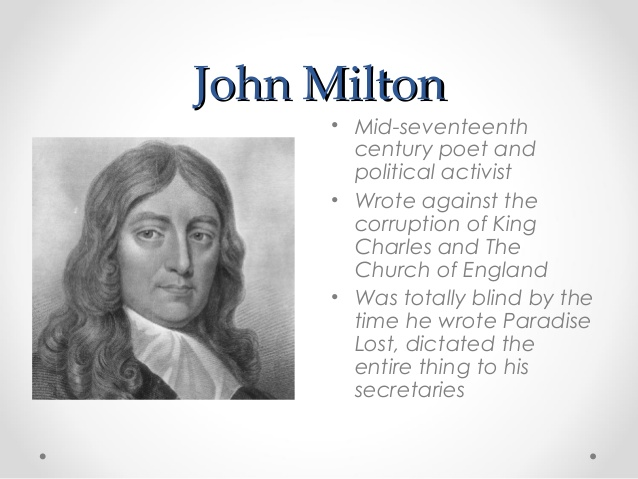 John Milton
• Mid-seventeenth
century poet and
political activist
• Wrote against the
corruption of King
Charles and The
Church of England
• Was totally blind by the
time he wrote Paradise
Lost, dictated the
entire thing to his
secretaries